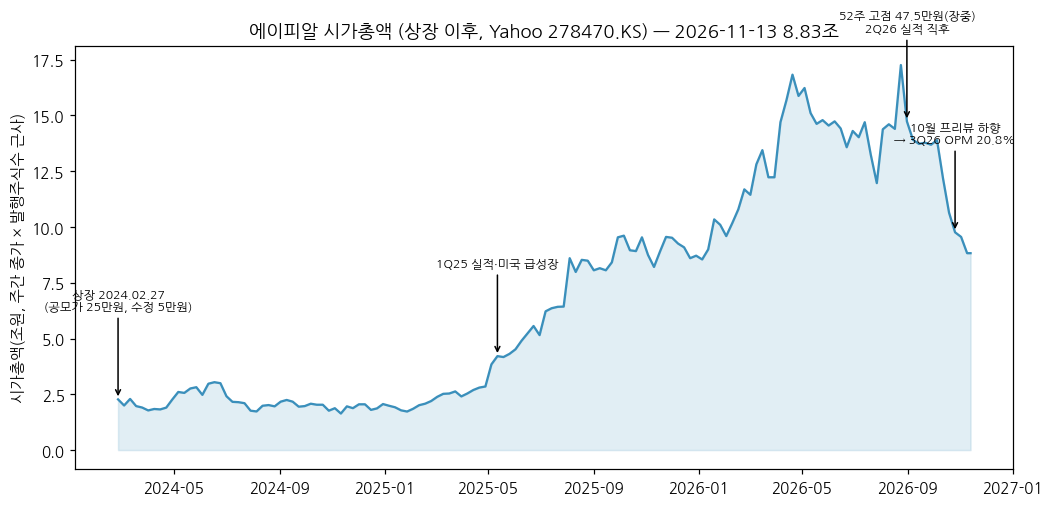 에이피알 시가총액 (상장 이후, Yahoo 278470.KS) — 2026-11-13 8.83조
52주 고점 47.5만원(장중)
2Q26 실적 직후
10월 프리뷰 하향
→ 3Q26 OPM 20.8%
1Q25 실적·미국 급성장
상장 2024.02.27
(공모가 25만원, 수정 5만원)
시가총액(조원, 주간 종가 × 발행주식수 근사)
17.5
15.0
12.5
10.0
7.5
5.0
2.5
0.0
2024-05
2024-09
2025-01
2025-05
2025-09
2026-01
2026-05
2026-09
2027-01